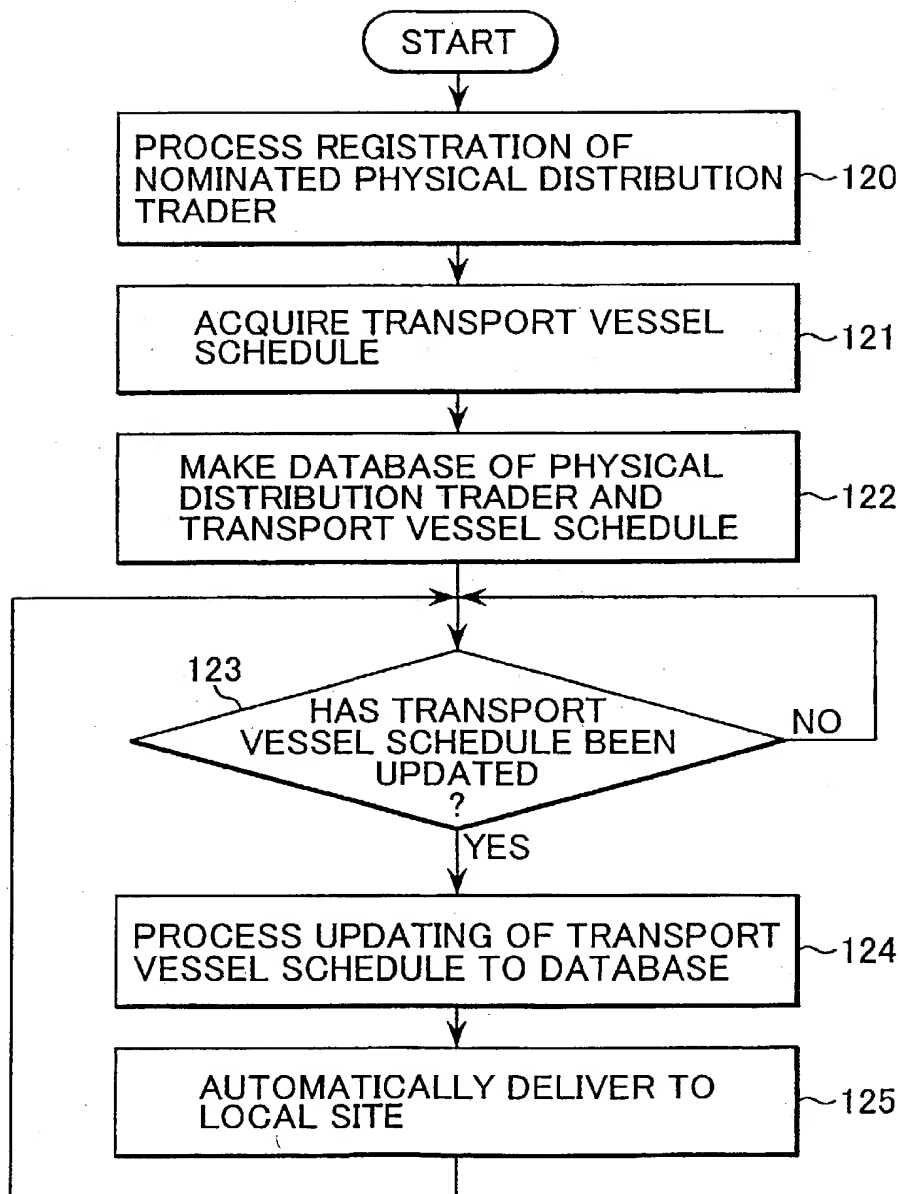 START
PROCESS REGISTRATION OF
NOMINATED PHYSICAL DISTRIBUTION
TRADER
120
ACQUIRE TRANSPORT VESSEL
SCHEDULE
121
MAKE DATABASE OF PHYSICAL
DISTRIBUTION TRADER AND
TRANSPORT VESSEL SCHEDULE
122
123
HAS TRANSPORT
VESSEL SCHEDULE BEEN
UPDATED
?
NO
YES
PROCESS UPDATING OF TRANSPORT
VESSEL SCHEDULE TO DATABASE
124
AUTOMATICALLY DELIVER TO
LOCAL SITE
125